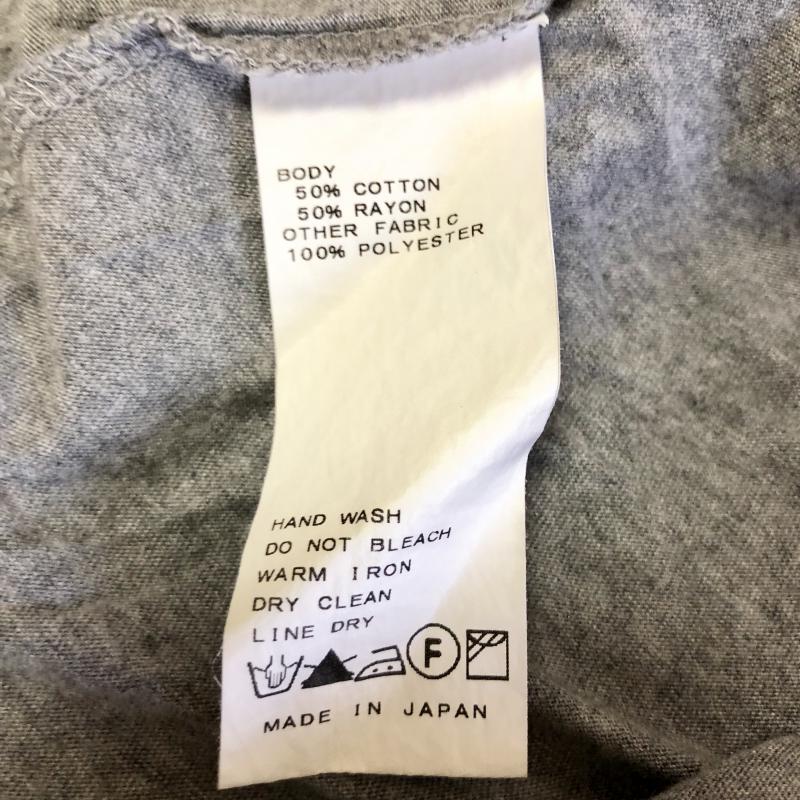 BODY
50% COTTON
50% RAYON
OTHER FABRIC
100% POLYESTER
HAND WASH
DO NOT BLEACH
WARM IRON
DRY CLEAN
LINE DRY
F
MADE IN JAPAN